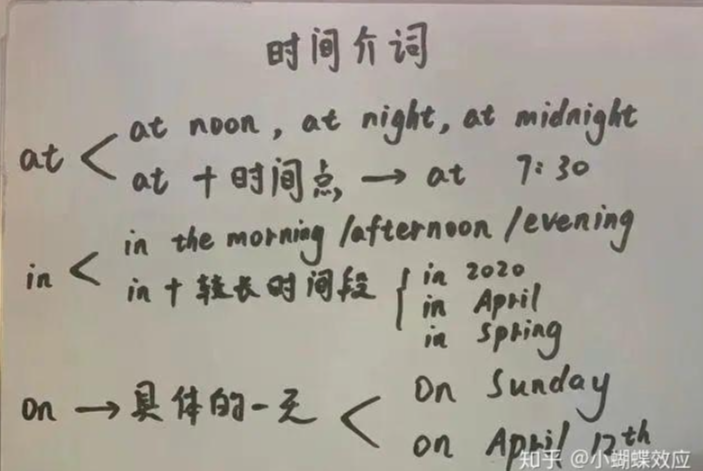 时间介词
at < at noon, at night, at midnight
at + 时间点 → at 7:30
in < in the morning /afternoon /evening
in + 较长时间段 { in 2020
in April
in spring
on → 具体的一天 < On Sunday
on April 12th
知乎 @小蝴蝶效应